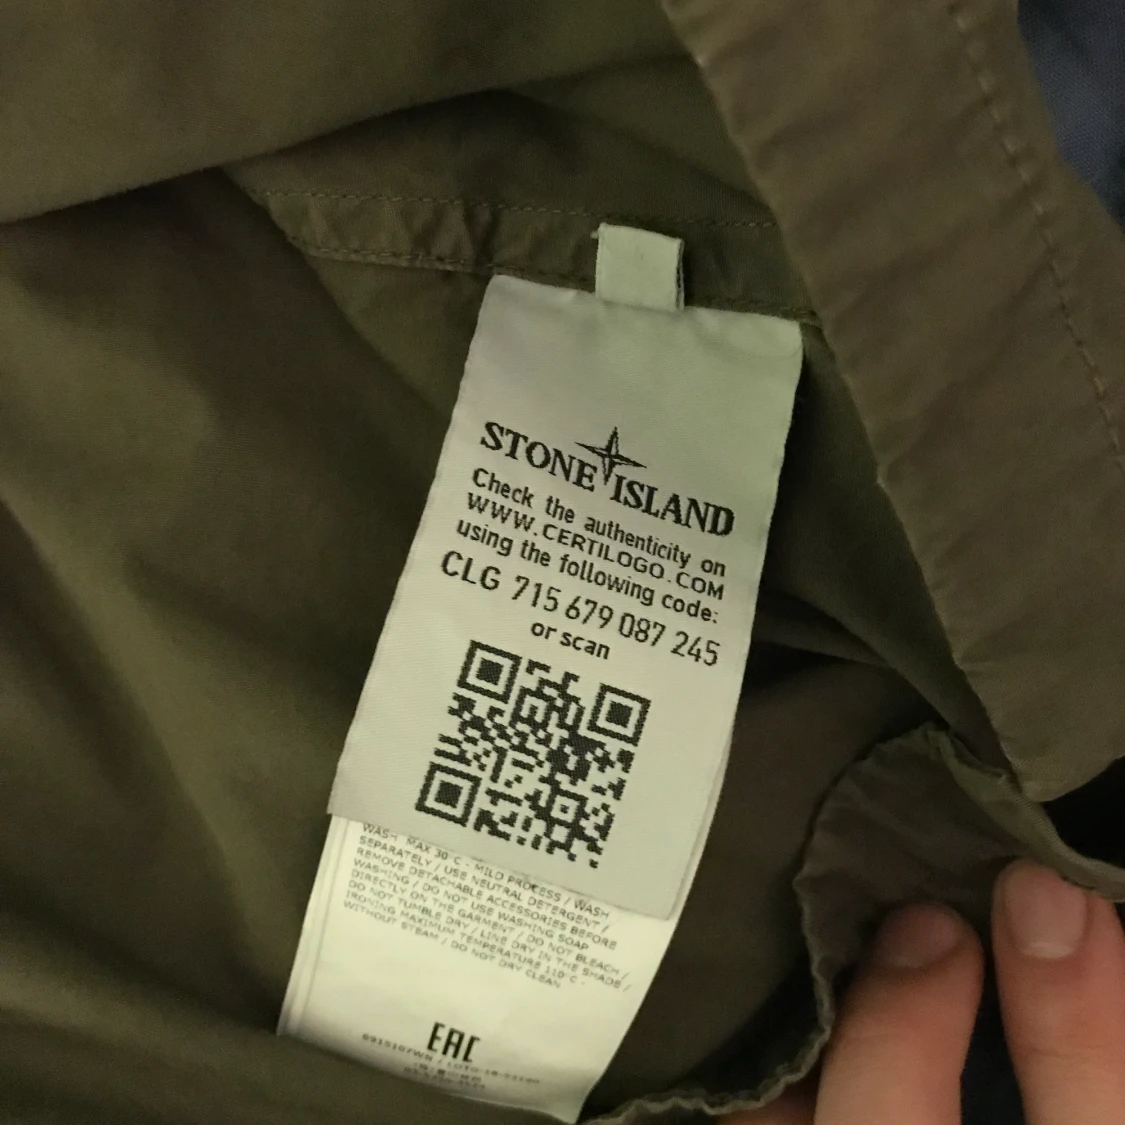 STONE ISLAND
Check the authenticity on
WWW.CERTILOGO.COM
using the following code:
CLG 715 679 087 245
or scan
WASH MAX 30 C - MILD PROCESS / WASH
SEPARATELY / USE NEUTRAL DETERGENT /
REMOVE DETACHABLE ACCESSORIES BEFORE
WASHING / DO NOT USE WASHING SOAP
DIRECTLY ON THE GARMENT / DO NOT BLEACH /
DO NOT TUMBLE DRY / LINE DRY IN THE SHADE /
IRONING MAXIMUM TEMPERATURE 110 C -
WITHOUT STEAM / DO NOT DRY CLEAN
EAC